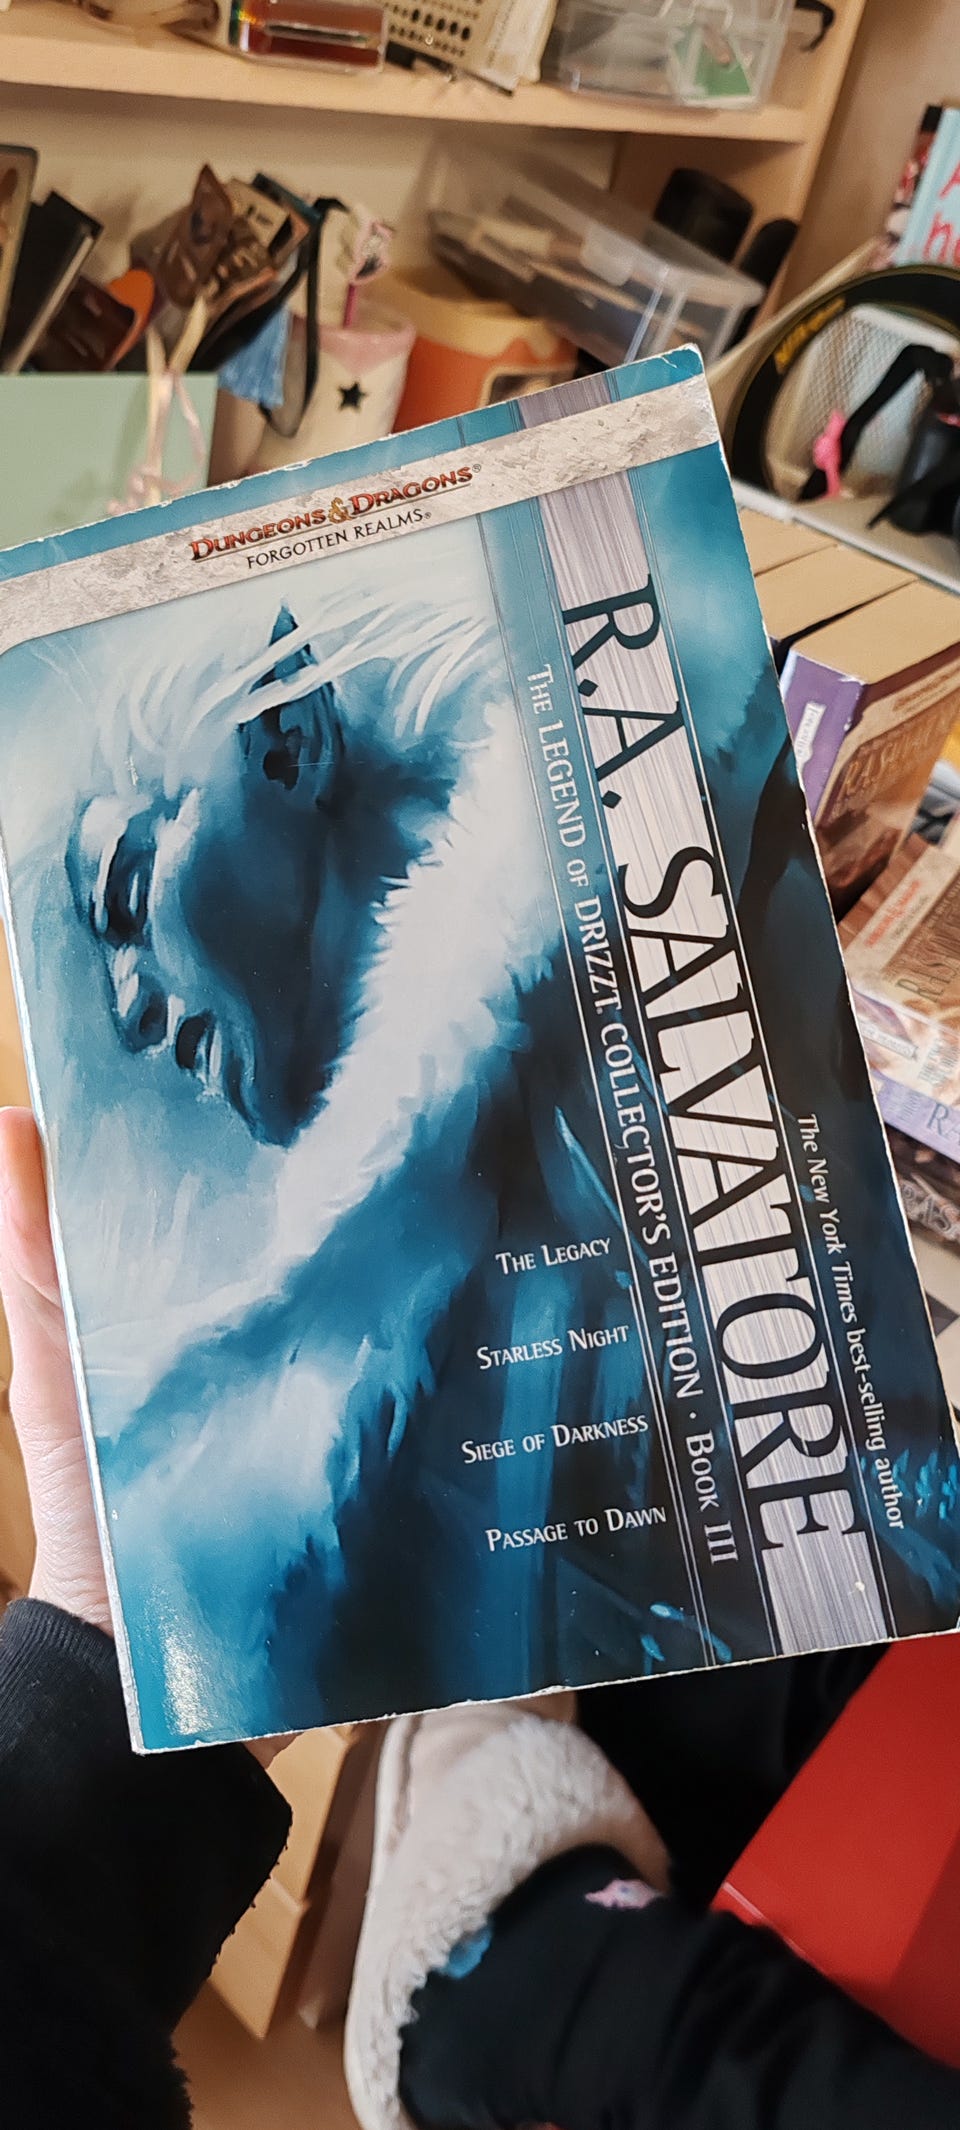 DUNGEONS & DRAGONS®
FORGOTTEN REALMS®
R.A. SALVATORE
The New York Times best-selling author
THE LEGEND OF DRIZZT COLLECTOR'S EDITION · BOOK III
THE LEGACY
STARLESS NIGHT
SIEGE OF DARKNESS
PASSAGE TO DAWN